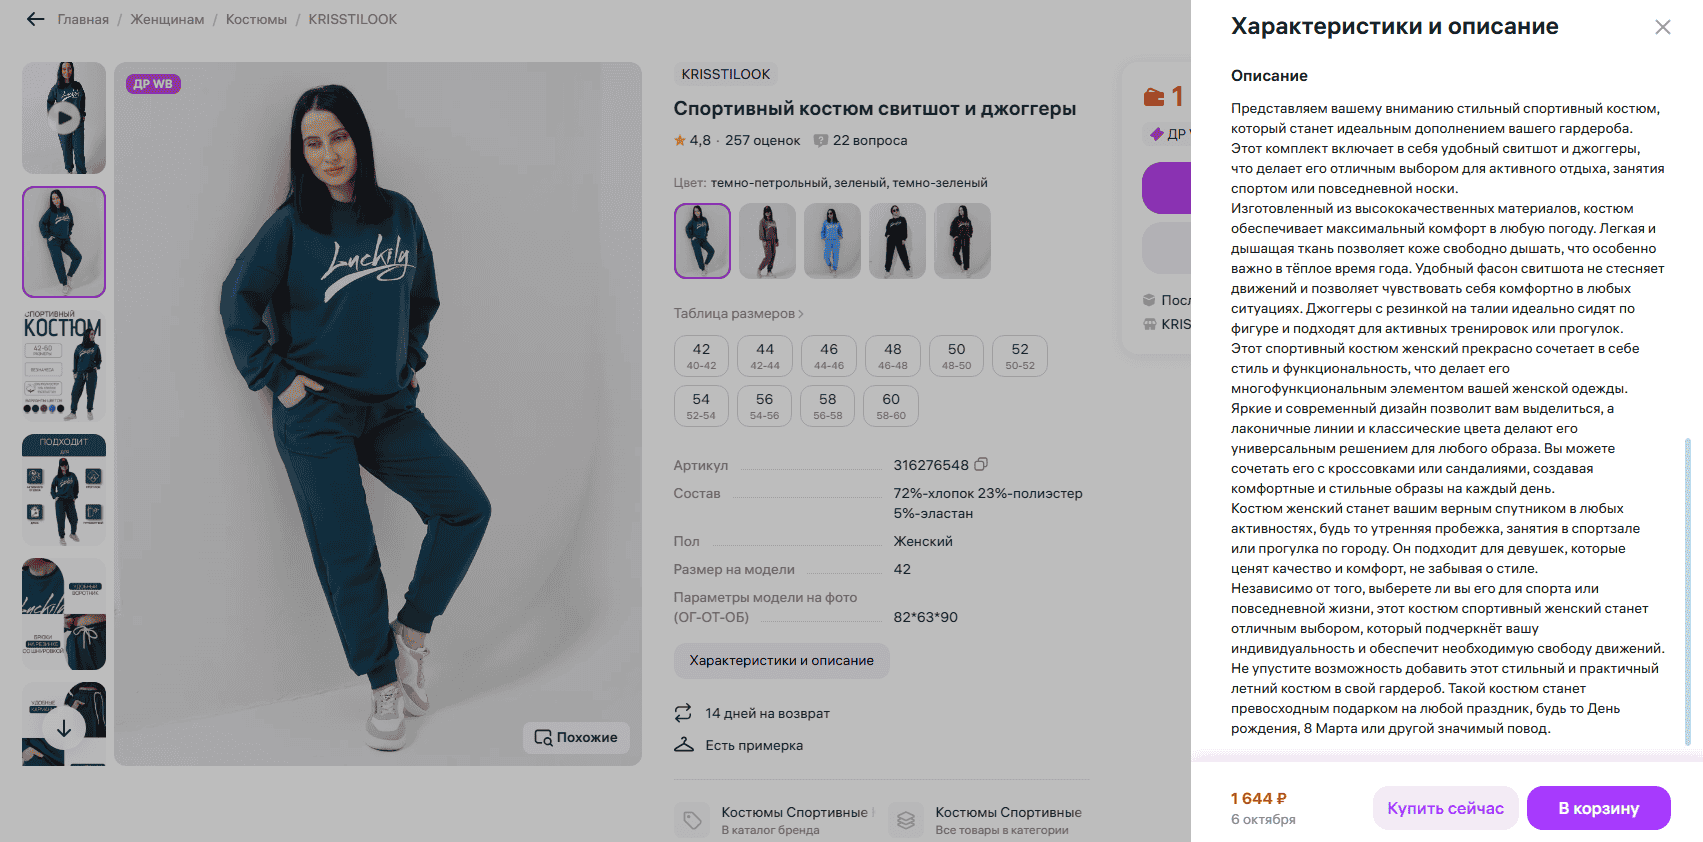 Главная / Женщинам / Костюмы / KRISSTILOOK
ДР WB
Luckily
СПОРТИВНЫЙ
КОСТЮМ
42-60
ПОДХОДИТ
ДЛЯ
УДОБНЫЙ
ВОРОТНИК
БРЮКИ
НА РЕЗИНКЕ
СО ШНУРОВКОЙ
УДОБНЫЕ
КАРМАНЫ
Похожие
KRISSTILOOK
Спортивный костюм свитшот и джоггеры
4,8 · 257 оценок 22 вопроса
Цвет: темно-петрольный, зеленый, темно-зеленый
Таблица размеров
42 44 46 48 50 52
40-42 42-44 44-46 46-48 48-50 50-52
54 56 58 60
52-54 54-56 56-58 58-60
Артикул 316276548
Состав 72%-хлопок 23%-полиэстер
5%-эластан
Пол Женский
Размер на модели 42
Параметры модели на фото
(ОГ-ОТ-ОБ) 82*63*90
Характеристики и описание
14 дней на возврат
Есть примерка
Костюмы Спортивные
В каталог бренда
Костюмы Спортивные
Все товары в категории
1
ДР
Посл
KRIS
Характеристики и описание
Описание
Представляем вашему вниманию стильный спортивный костюм,
который станет идеальным дополнением вашего гардероба.
Этот комплект включает в себя удобный свитшот и джоггеры,
что делает его отличным выбором для активного отдыха, занятия
спортом или повседневной носки.
Изготовленный из высококачественных материалов, костюм
обеспечивает максимальный комфорт в любую погоду. Легкая и
дышащая ткань позволяет коже свободно дышать, что особенно
важно в тёплое время года. Удобный фасон свитшота не стесняет
движений и позволяет чувствовать себя комфортно в любых
ситуациях. Джоггеры с резинкой на талии идеально сидят по
фигуре и подходят для активных тренировок или прогулок.
Этот спортивный костюм женский прекрасно сочетает в себе
стиль и функциональность, что делает его
многофункциональным элементом вашей женской одежды.
Яркие и современный дизайн позволит вам выделиться, а
лаконичные линии и классические цвета делают его
универсальным решением для любого образа. Вы можете
сочетать его с кроссовками или сандалиями, создавая
комфортные и стильные образы на каждый день.
Костюм женский станет вашим верным спутником в любых
активностях, будь то утренняя пробежка, занятия в спортзале
или прогулка по городу. Он подходит для девушек, которые
ценят качество и комфорт, не забывая о стиле.
Независимо от того, выберете ли вы его для спорта или
повседневной жизни, этот костюм спортивный женский станет
отличным выбором, который подчеркнёт вашу
индивидуальность и обеспечит необходимую свободу движений.
Не упустите возможность добавить этот стильный и практичный
летний костюм в свой гардероб. Такой костюм станет
превосходным подарком на любой праздник, будь то День
рождения, 8 Марта или другой значимый повод.
1 644 ₽
6 октября
Купить сейчас
В корзину